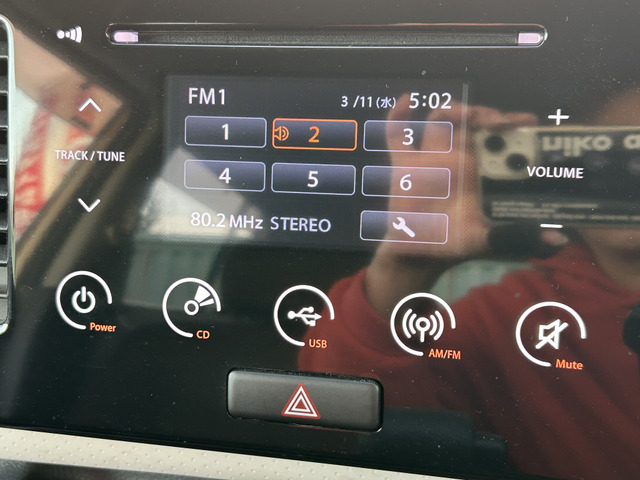 FM1 3/11(水) 5:02
1 2 3
TRACK / TUNE
4 5 6
VOLUME
80.2 MHz STEREO
Power CD USB AM/FM Mute
niko a